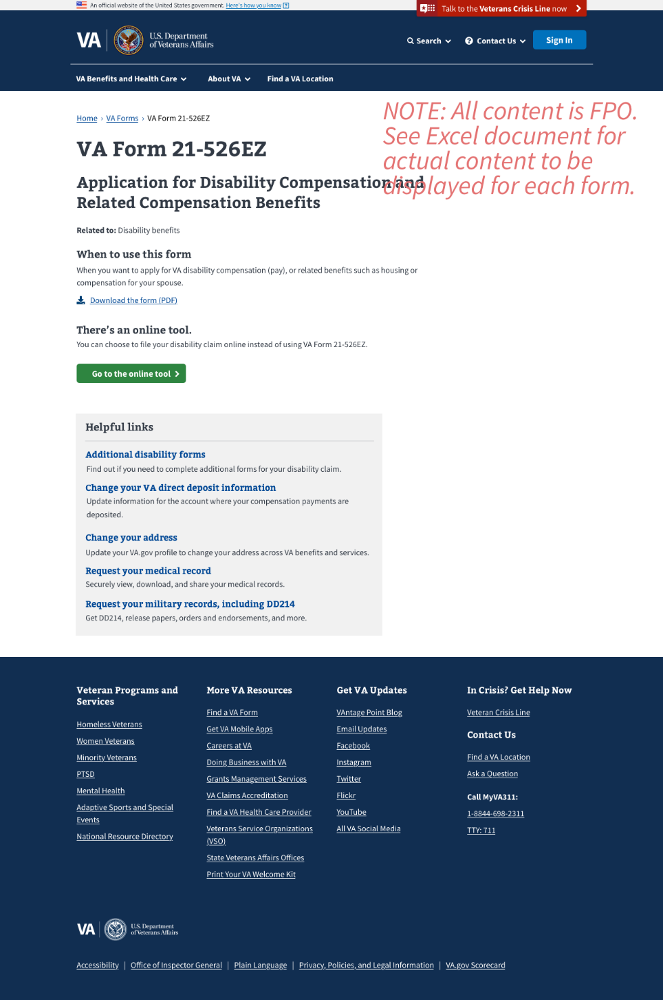 An official website of the United States government. Here's how you know
Talk to the Veterans Crisis Line now
VA
U.S. Department
of Veterans Affairs
Search
Contact Us
Sign In
VA Benefits and Health Care
About VA
Find a VA Location
Home › VA Forms › VA Form 21-526EZ
NOTE: All content is FPO.
See Excel document for
actual content to be
displayed for each form.
VA Form 21-526EZ
Application for Disability Compensation and
Related Compensation Benefits
Related to: Disability benefits
When to use this form
When you want to apply for VA disability compensation (pay), or related benefits such as housing or
compensation for your spouse.
Download the form (PDF)
There's an online tool.
You can choose to file your disability claim online instead of using VA Form 21-526EZ.
Go to the online tool
Helpful links
Additional disability forms
Find out if you need to complete additional forms for your disability claim.
Change your VA direct deposit information
Update information for the account where your compensation payments are
deposited.
Change your address
Update your VA.gov profile to change your address across VA benefits and services.
Request your medical record
Securely view, download, and share your medical records.
Request your military records, including DD214
Get DD214, release papers, orders and endorsements, and more.
Veteran Programs and
Services
Homeless Veterans
Women Veterans
Minority Veterans
PTSD
Mental Health
Adaptive Sports and Special
Events
National Resource Directory
More VA Resources
Find a VA Form
Get VA Mobile Apps
Careers at VA
Doing Business with VA
Grants Management Services
VA Claims Accreditation
Find a VA Health Care Provider
Veterans Service Organizations
(VSO)
State Veterans Affairs Offices
Print Your VA Welcome Kit
Get VA Updates
VAntage Point Blog
Email Updates
Facebook
Instagram
Twitter
Flickr
YouTube
All VA Social Media
In Crisis? Get Help Now
Veteran Crisis Line
Contact Us
Find a VA Location
Ask a Question
Call MyVA311:
1-8844-698-2311
TTY: 711
VA
U.S. Department
of Veterans Affairs
Accessibility | Office of Inspector General | Plain Language | Privacy, Policies, and Legal Information | VA.gov Scorecard